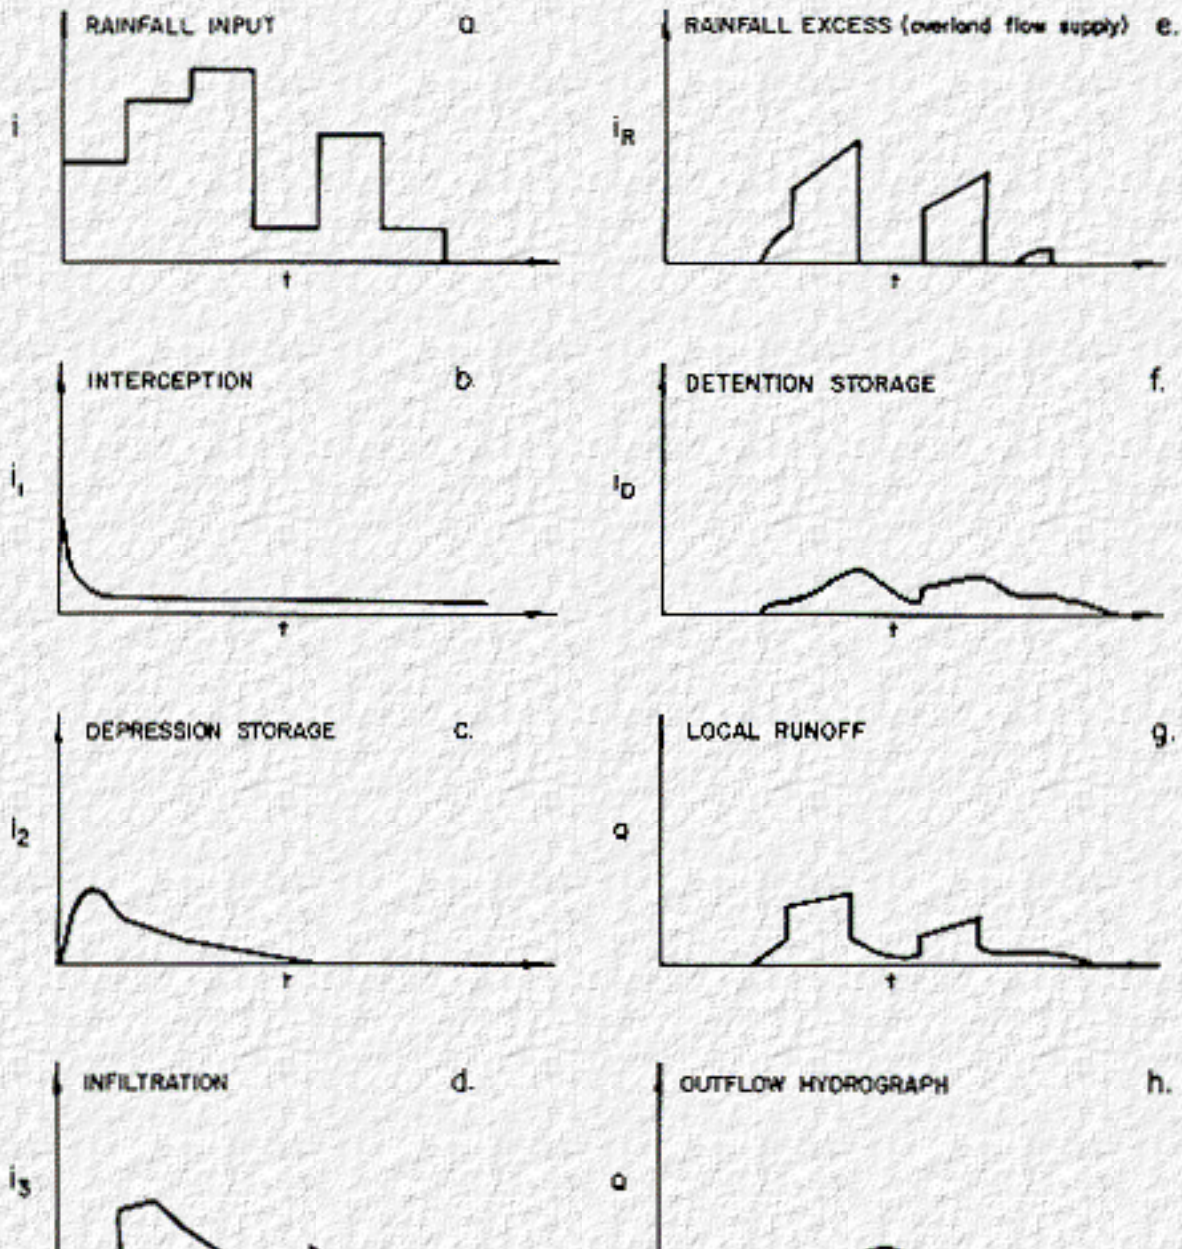 RAINFALL INPUT a.
i
t
RAINFALL EXCESS (overland flow supply) e.
iR
t
INTERCEPTION b.
i1
t
DETENTION STORAGE f.
iD
t
DEPRESSION STORAGE c.
i2
t
LOCAL RUNOFF g.
Q
t
INFILTRATION d.
i3
OUTFLOW HYDROGRAPH h.
Q